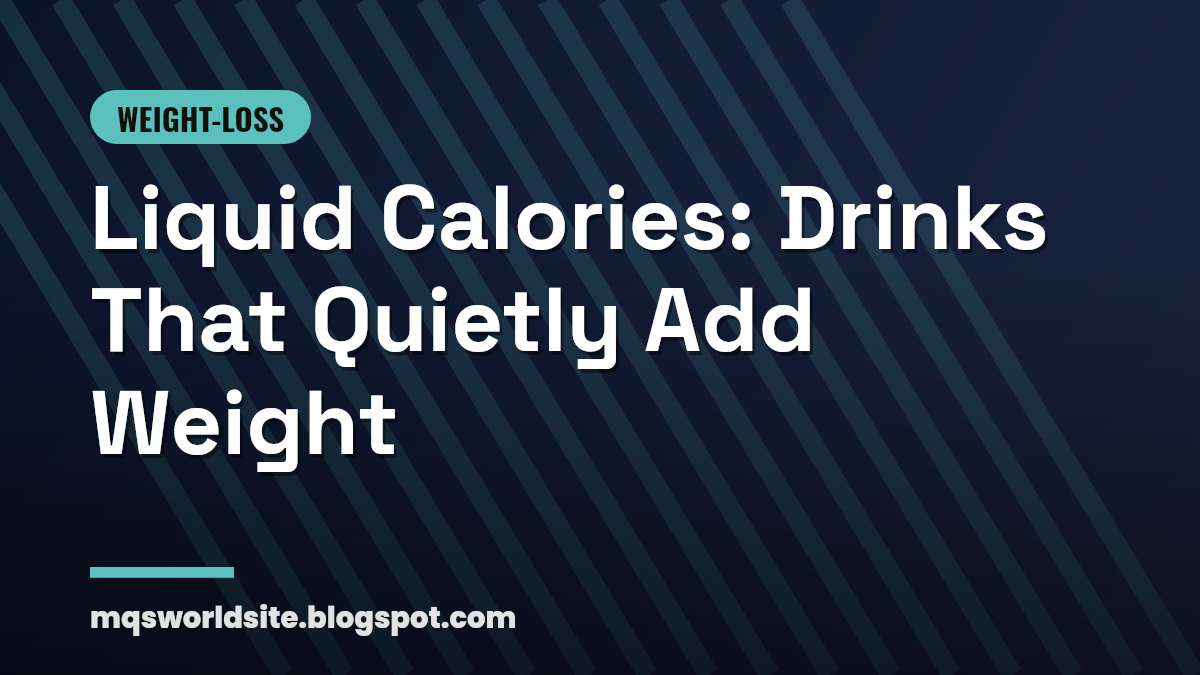 WEIGHT-LOSS
Liquid Calories: Drinks
That Quietly Add
Weight
mqsworldsite.blogspot.com